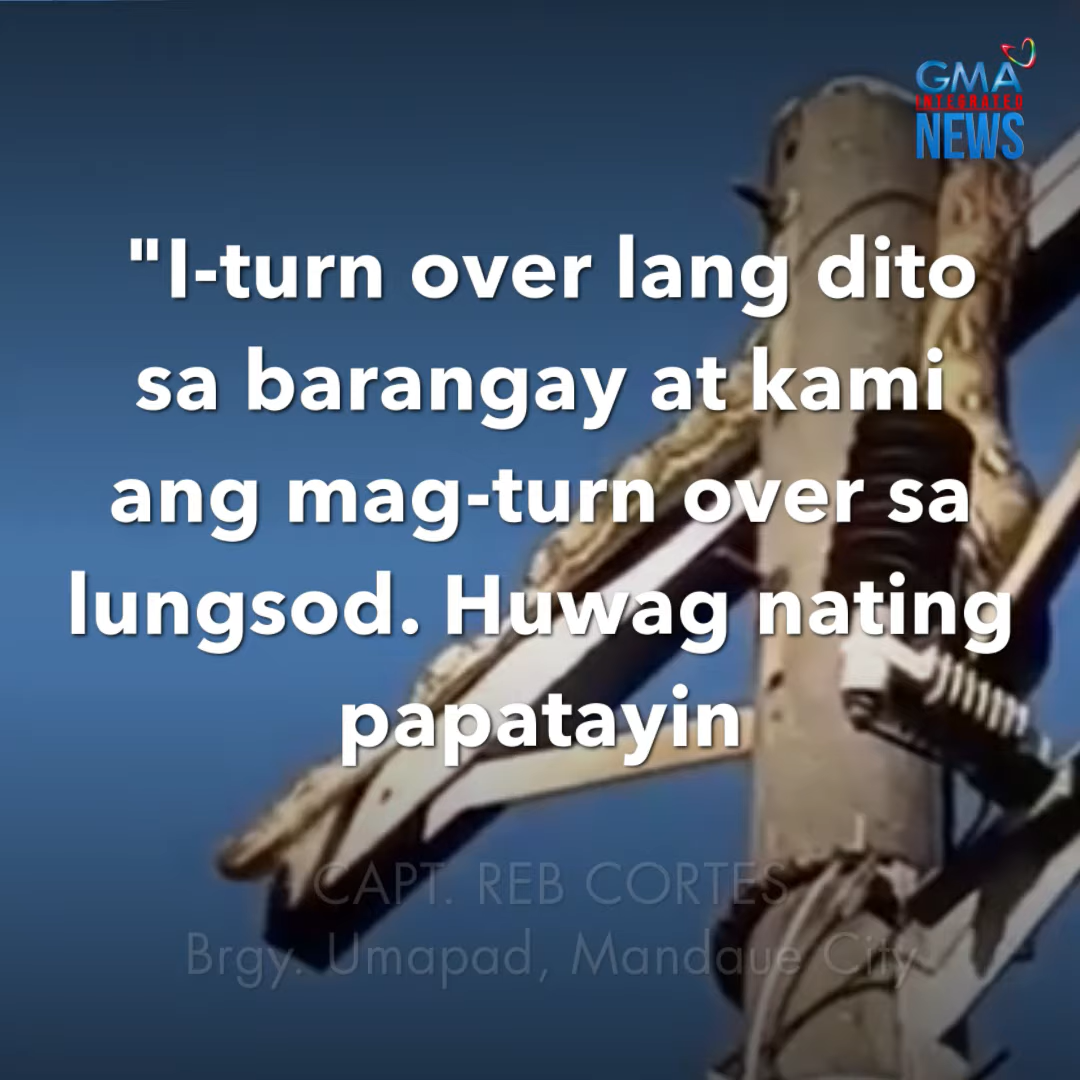 GMA
INTEGRATED
NEWS
"I-turn over lang dito
sa barangay at kami
ang mag-turn over sa
lungsod. Huwag nating
papatayin
CAPT. REB CORTES
Brgy. Umapad, Mandaue City